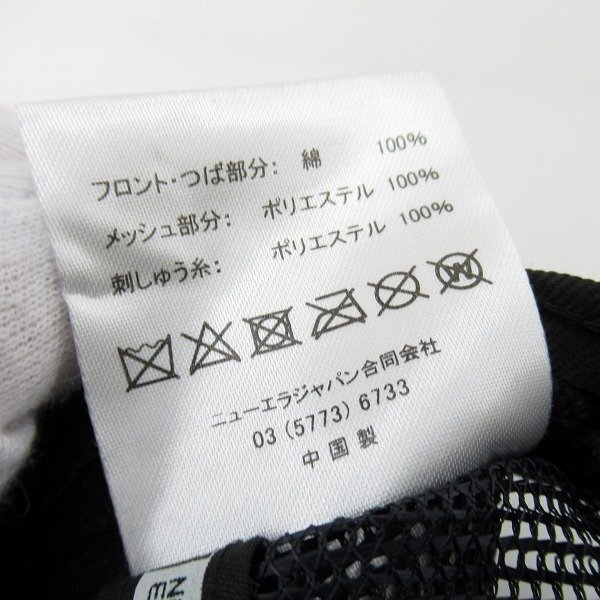 フロント・つば部分: 綿 100%
メッシュ部分: ポリエステル 100%
刺しゅう糸: ポリエステル 100%
ニューエラジャパン合同会社
03 (5773) 6733
中国製